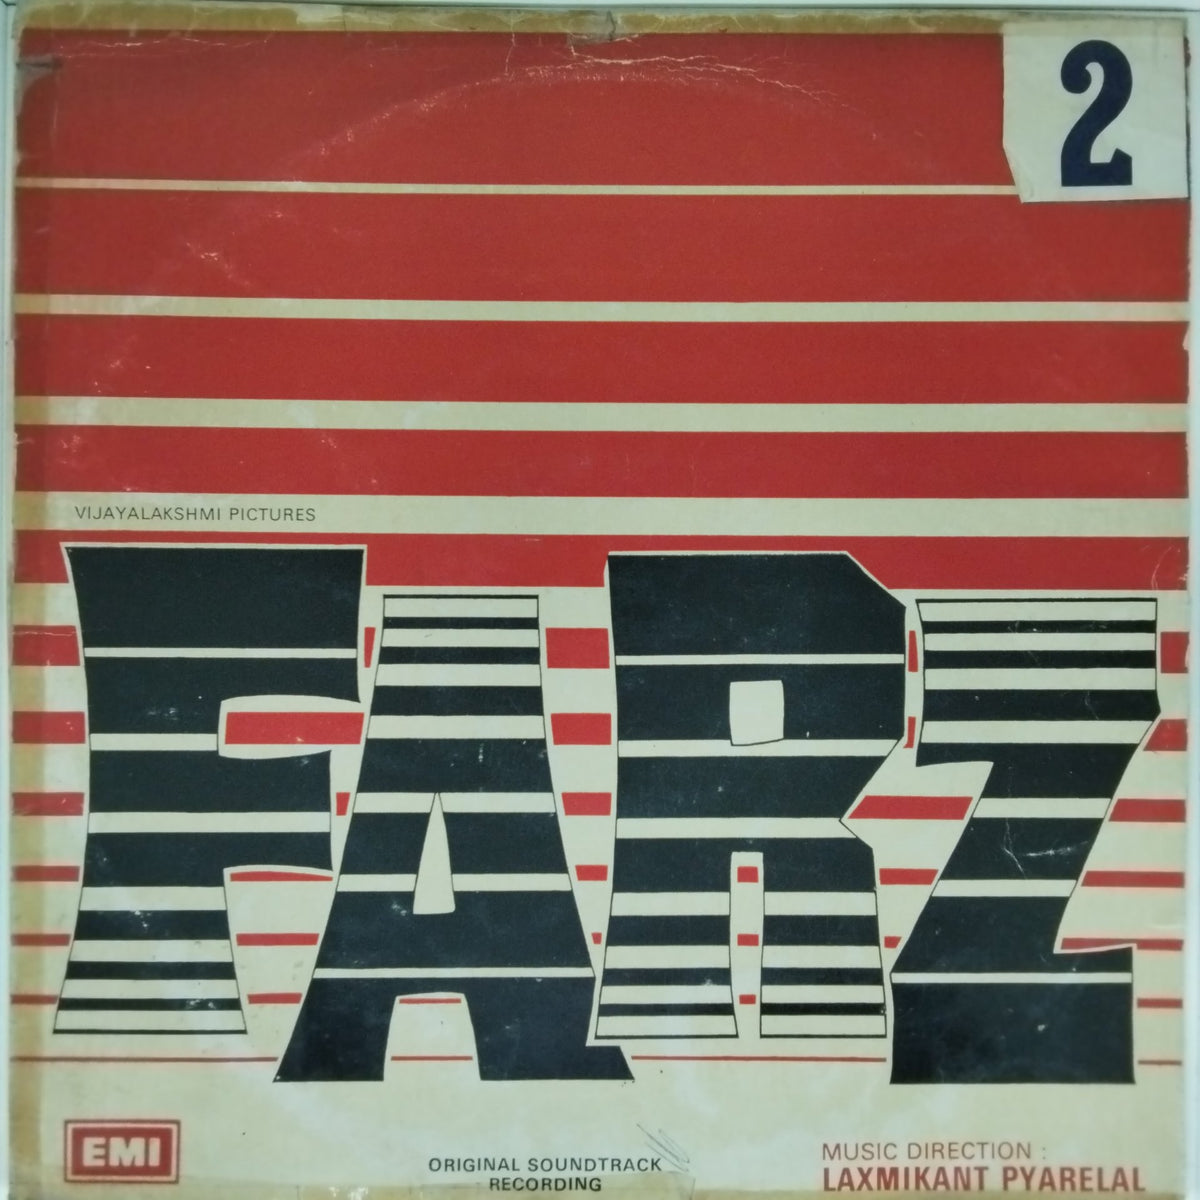 2
VIJAYALAKSHMI PICTURES
FARZ
EMI
ORIGINAL SOUNDTRACK
RECORDING
MUSIC DIRECTION :
LAXMIKANT PYARELAL